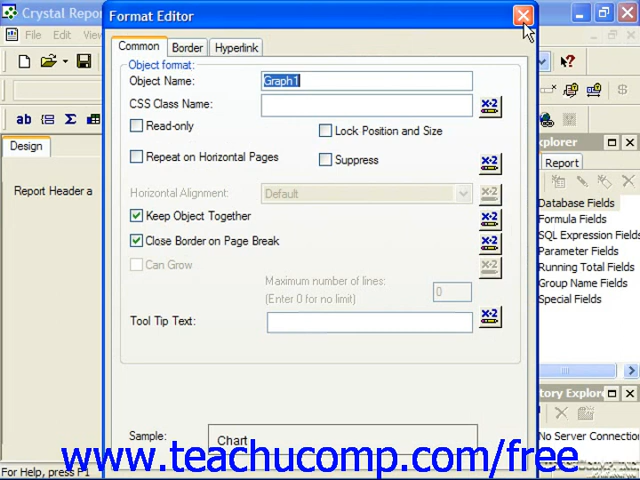 Crystal Repor
Format Editor
File Edit
Common Border Hyperlink
Object format:
Object Name: Graph1
CSS Class Name:
Read-only
Lock Position and Size
Repeat on Horizontal Pages
Suppress
Horizontal Alignment: Default
Keep Object Together
Close Border on Page Break
Can Grow
Maximum number of lines:
(Enter 0 for no limit)
0
Tool Tip Text:
Sample: Chart
Design
Report Header a
xplorer
Report
Database Fields
Formula Fields
SQL Expression Fields
Parameter Fields
Running Total Fields
Group Name Fields
Special Fields
tory Explorer
No Server Connection
For Help, press F1
www.teachucomp.com/free